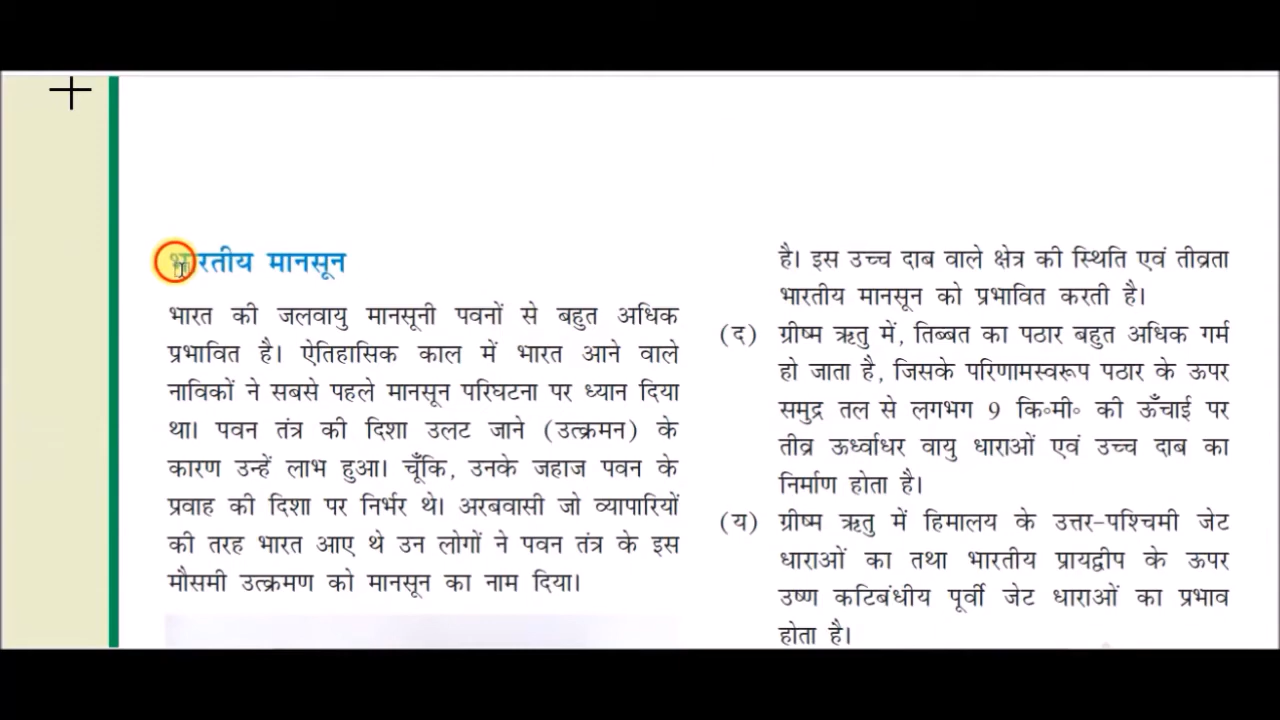 भारतीय मानसून
भारत की जलवायु मानसूनी पवनों से बहुत अधिक
प्रभावित है। ऐतिहासिक काल में भारत आने वाले
नाविकों ने सबसे पहले मानसून परिघटना पर ध्यान दिया
था। पवन तंत्र की दिशा उलट जाने (उत्क्रमन) के
कारण उन्हें लाभ हुआ। चूँकि, उनके जहाज पवन के
प्रवाह की दिशा पर निर्भर थे। अरबवासी जो व्यापारियों
की तरह भारत आए थे उन लोगों ने पवन तंत्र के इस
मौसमी उत्क्रमण को मानसून का नाम दिया।
है। इस उच्च दाब वाले क्षेत्र की स्थिति एवं तीव्रता
भारतीय मानसून को प्रभावित करती है।
(द) ग्रीष्म ऋतु में, तिब्बत का पठार बहुत अधिक गर्म
हो जाता है, जिसके परिणामस्वरूप पठार के ऊपर
समुद्र तल से लगभग 9 कि॰मी॰ की ऊँचाई पर
तीव्र ऊर्ध्वाधर वायु धाराओं एवं उच्च दाब का
निर्माण होता है।
(य) ग्रीष्म ऋतु में हिमालय के उत्तर-पश्चिमी जेट
धाराओं का तथा भारतीय प्रायद्वीप के ऊपर
उष्ण कटिबंधीय पूर्वी जेट धाराओं का प्रभाव
होता है।